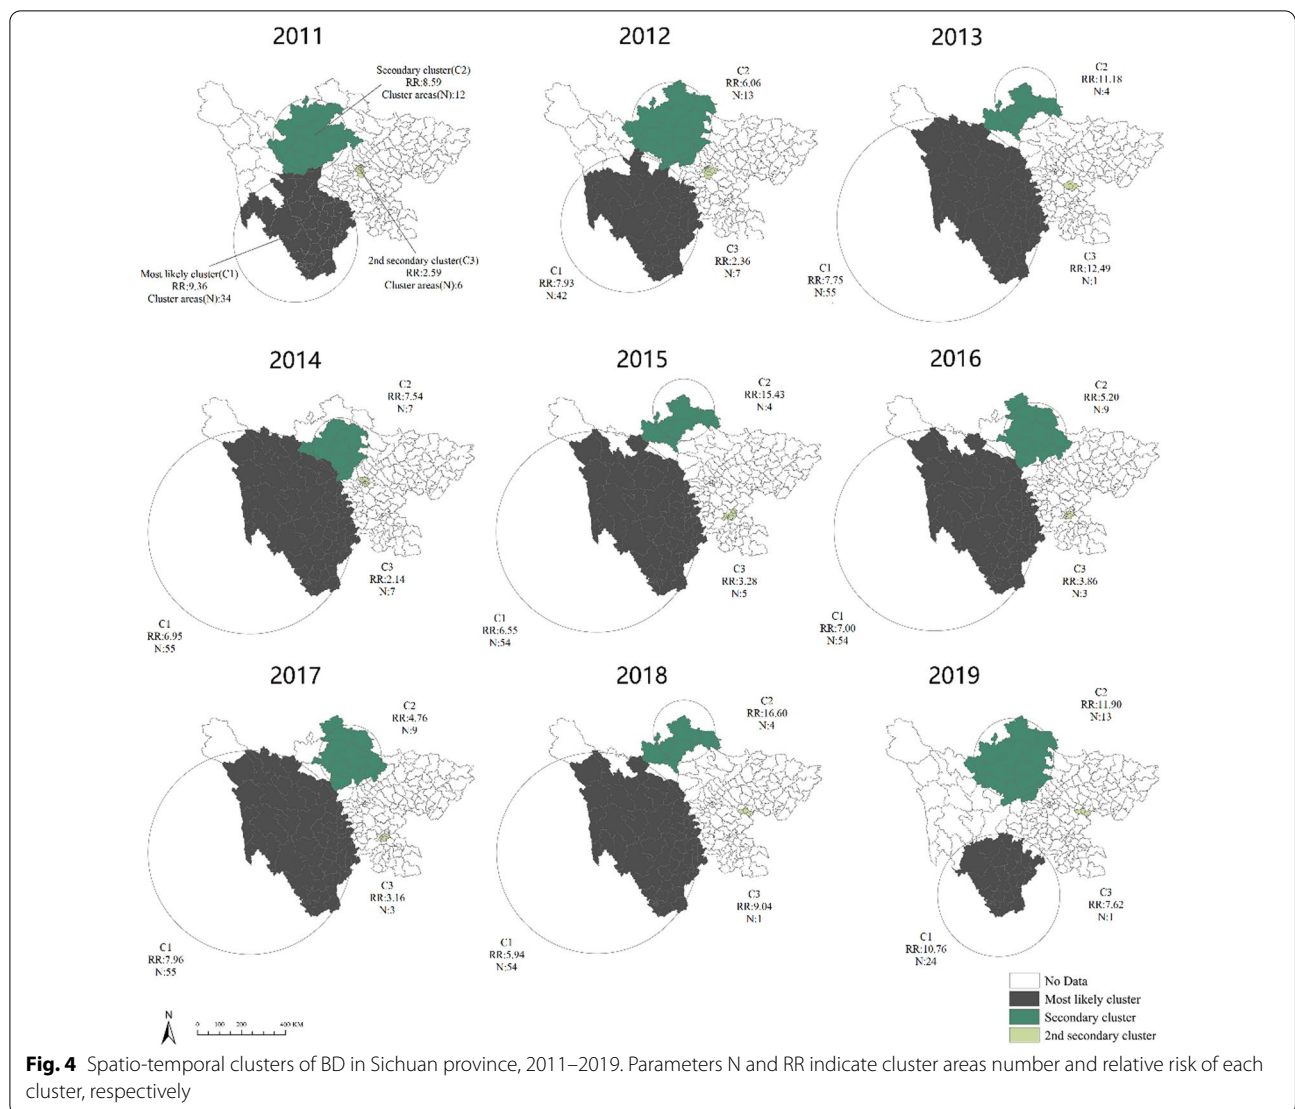 2011
Secondary cluster(C2)
RR:8.59
Cluster areas(N):12
Most likely cluster(C1)
RR:9.36
Cluster areas(N):34
2nd secondary cluster(C3)
RR:2.59
Cluster areas(N):6
2012
C2
RR:6.06
N:13
C1
RR:7.93
N:42
C3
RR:2.36
N:7
2013
C2
RR:11.18
N:4
C1
RR:7.75
N:55
C3
RR:12.49
N:1
2014
C2
RR:7.54
N:7
C1
RR:6.95
N:55
C3
RR:2.14
N:7
2015
C2
RR:15.43
N:4
C1
RR:6.55
N:54
C3
RR:3.28
N:5
2016
C2
RR:5.20
N:9
C1
RR:7.00
N:54
C3
RR:3.86
N:3
2017
C2
RR:4.76
N:9
C1
RR:7.96
N:55
C3
RR:3.16
N:3
2018
C2
RR:16.60
N:4
C1
RR:5.94
N:54
C3
RR:9.04
N:1
2019
C2
RR:11.90
N:13
C1
RR:10.76
N:24
C3
RR:7.62
N:1
N
0 100 200 400 KM
No Data
Most likely cluster
Secondary cluster
2nd secondary cluster
Fig. 4 Spatio-temporal clusters of BD in Sichuan province, 2011–2019. Parameters N and RR indicate cluster areas number and relative risk of each
cluster, respectively